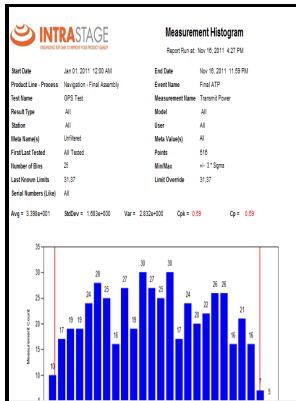 INTRASTAGE
Measurement Histogram
Report Run at: Nov 16, 2011 4:27 PM
Start Date Jan 01, 2011 12:00 AM End Date Nov 16, 2011 11:59 PM
Product Line - Process Navigation - Final Assembly Event Name Final ATP
Test Name GPS Test Measurement Name Transmit Power
Result Type All Model All
Station All User All
Meta Name(s) Unfiltered Meta Value(s) All
First/Last Tested All Tested Points 516
Number of Bins 25 Min/Max +/- 3 * Sigma
Last Known Limits 31,37 Limit Override 31,37
Serial Numbers (Like) All
Avg = 3.398e+001 StdDev = 1.683e+000 Var = 2.832e+000 Cpk = 0.59 Cp = 0.59
Measurement Count
35
30
25
20
15
10
10 17 19 19 24 28 25 16 27 19 30 27 25 30 17 24 20 22 26 26 16 21 16 7 5